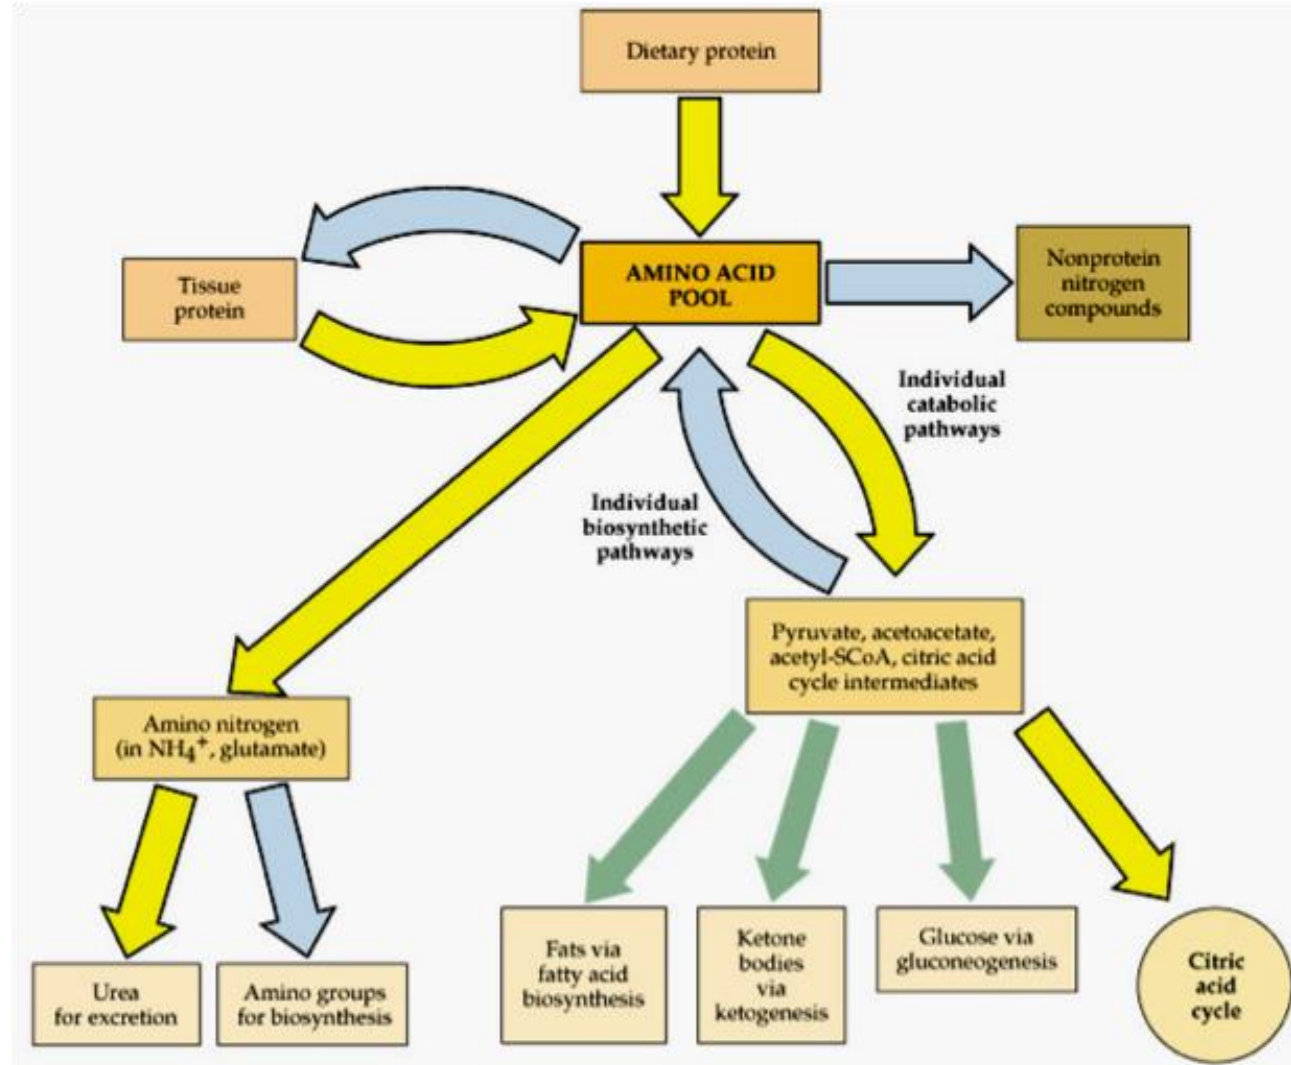 Dietary protein
AMINO ACID
POOL
Nonprotein
nitrogen
compounds
Tissue
protein
Individual
catabolic
pathways
Individual
biosynthetic
pathways
Pyruvate, acetoacetate,
acetyl-SCoA, citric acid
cycle intermediates
Amino nitrogen
(in NH₄⁺, glutamate)
Urea
for excretion
Amino groups
for biosynthesis
Fats via
fatty acid
biosynthesis
Ketone
bodies
via
ketogenesis
Glucose via
gluconeogenesis
Citric
acid
cycle